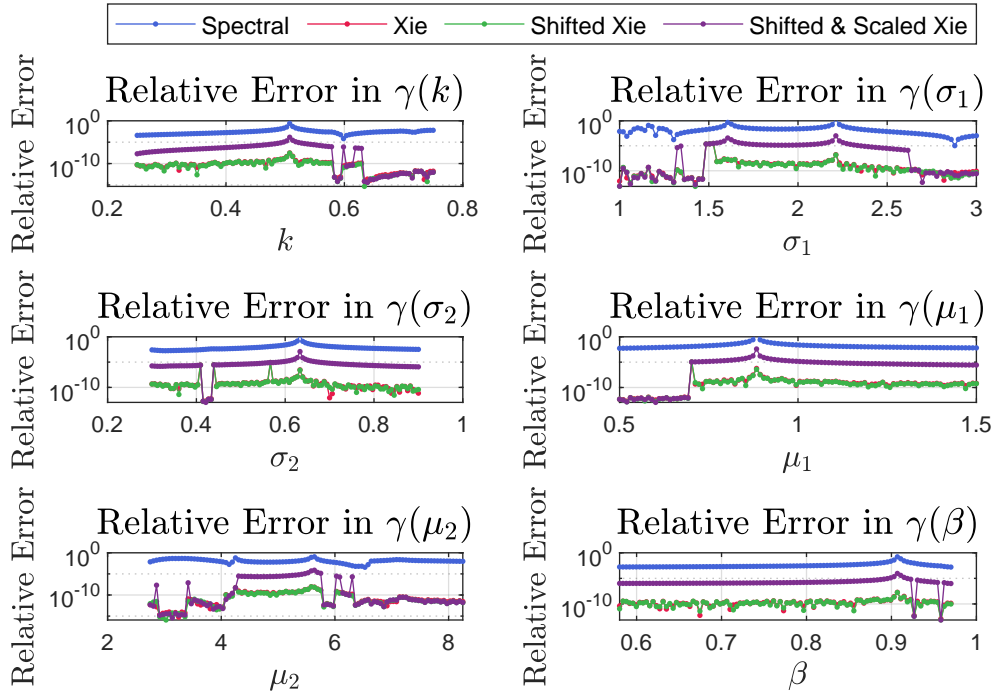 Spectral Xie Shifted Xie Shifted & Scaled Xie
Relative Error in γ(k)
Relative Error
10^0
10^-10
0.2 0.4 0.6 0.8
k
Relative Error in γ(σ₁)
Relative Error
10^0
10^-10
1 1.5 2 2.5 3
σ₁
Relative Error in γ(σ₂)
Relative Error
10^0
10^-10
0.2 0.4 0.6 0.8 1
σ₂
Relative Error in γ(μ₁)
Relative Error
10^0
10^-10
0.5 1 1.5
μ₁
Relative Error in γ(μ₂)
Relative Error
10^0
10^-10
2 4 6 8
μ₂
Relative Error in γ(β)
Relative Error
10^0
10^-10
0.6 0.7 0.8 0.9 1
β